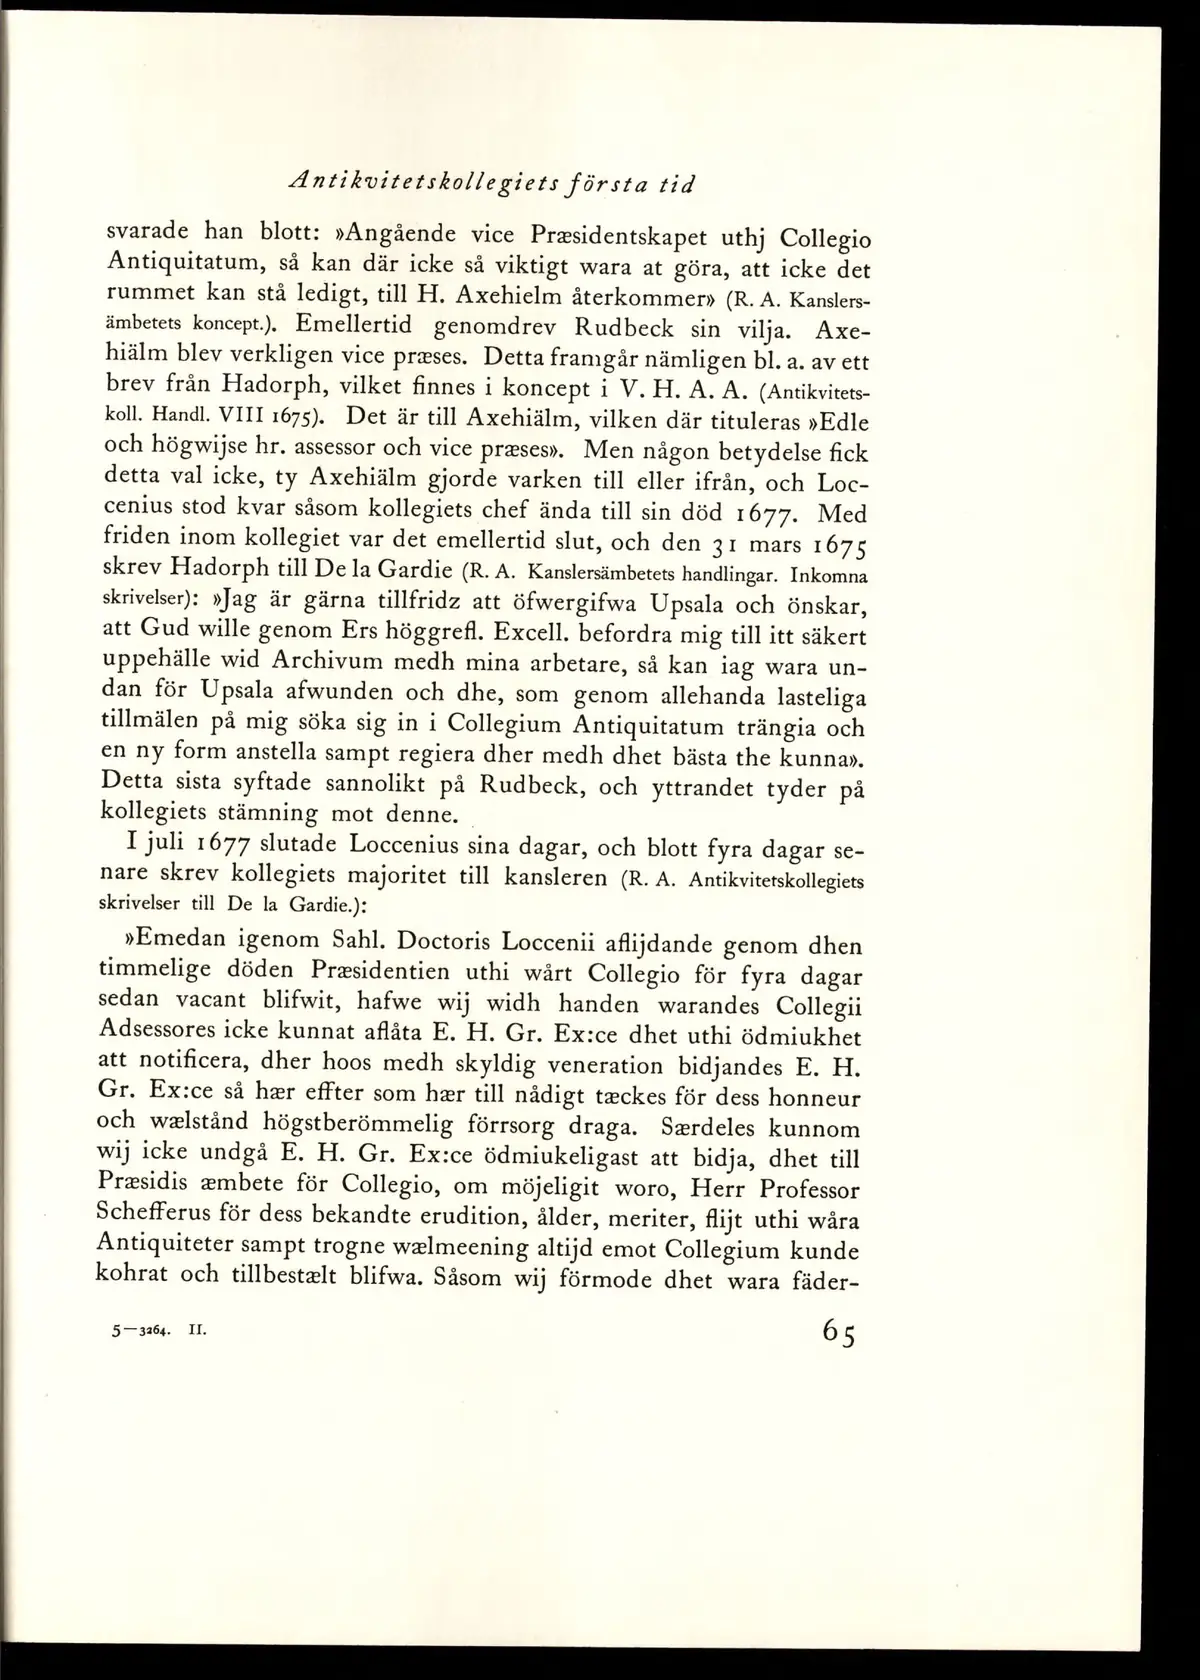 Antikvitetskollegiets första tid
svarade han blott: »Angående vice Præsidentskapet uthj Collegio
Antiquitatum, så kan där icke så viktigt wara at göra, att icke det
rummet kan stå ledigt, till H. Axehielm återkommer» (R. A. Kanslers-
ämbetets koncept.). Emellertid genomdrev Rudbeck sin vilja. Axe-
hiälm blev verkligen vice præses. Detta framgår nämligen bl. a. av ett
brev från Hadorph, vilket finnes i koncept i V. H. A. A. (Antikvitets-
koll. Handl. VIII 1675). Det är till Axehiälm, vilken där tituleras »Edle
och högwijse hr. assessor och vice præses». Men någon betydelse fick
detta val icke, ty Axehiälm gjorde varken till eller ifrån, och Loc-
cenius stod kvar såsom kollegiets chef ända till sin död 1677. Med
friden inom kollegiet var det emellertid slut, och den 31 mars 1675
skrev Hadorph till De la Gardie (R. A. Kanslersämbetets handlingar. Inkomna
skrivelser): »Jag är gärna tillfridz att öfwergifwa Upsala och önskar,
att Gud wille genom Ers höggrefl. Excell. befordra mig till itt säkert
uppehälle wid Archivum medh mina arbetare, så kan iag wara un-
dan för Upsala afwunden och dhe, som genom allehanda lasteliga
tillmälen på mig söka sig in i Collegium Antiquitatum trängia och
en ny form anstella sampt regiera dher medh dhet bästa the kunna».
Detta sista syftade sannolikt på Rudbeck, och yttrandet tyder på
kollegiets stämning mot denne.
I juli 1677 slutade Loccenius sina dagar, och blott fyra dagar se-
nare skrev kollegiets majoritet till kansleren (R. A. Antikvitetskollegiets
skrivelser till De la Gardie.):
»Emedan igenom Sahl. Doctoris Loccenii aflijdande genom dhen
timmelige döden Præsidentien uthi wårt Collegio för fyra dagar
sedan vacant blifwit, hafwe wij widh handen warandes Collegii
Adsessores icke kunnat aflåta E. H. Gr. Ex:ce dhet uthi ödmiukhet
att notificera, dher hoos medh skyldig veneration bidjandes E. H.
Gr. Ex:ce så hær effter som hær till nådigt tæckes för dess honneur
och wælstånd högstberömmelig förrsorg draga. Særdeles kunnom
wij icke undgå E. H. Gr. Ex:ce ödmiukeligast att bidja, dhet till
Præsidis æmbete för Collegio, om möjeligit woro, Herr Professor
Schefferus för dess bekandte erudition, ålder, meriter, flijt uthi wåra
Antiquiteter sampt trogne wælmeening altijd emot Collegium kunde
kohrat och tillbestælt blifwa. Såsom wij förmode dhet wara fäder-
5—3264. II.
65